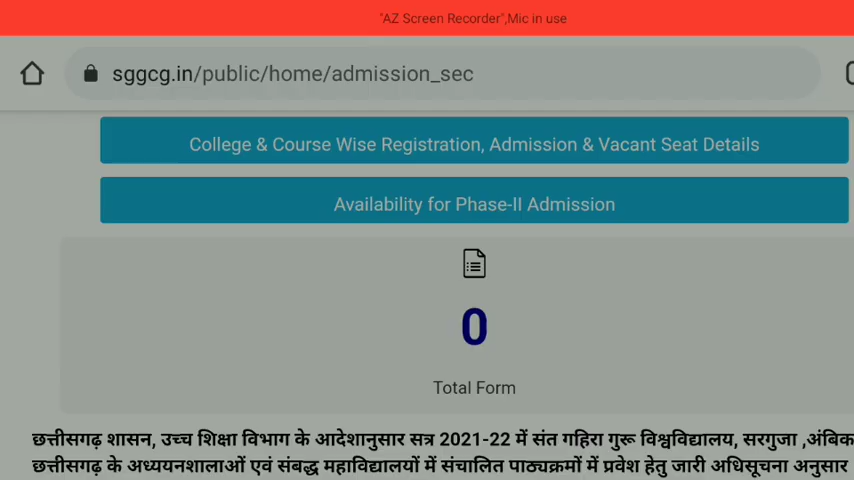 "AZ Screen Recorder",Mic in use
sggcg.in/public/home/admission_sec
College & Course Wise Registration, Admission & Vacant Seat Details
Availability for Phase-II Admission
0
Total Form
छत्तीसगढ़ शासन, उच्च शिक्षा विभाग के आदेशानुसार सत्र 2021-22 में संत गहिरा गुरू विश्वविद्यालय, सरगुजा ,अंबिक
छत्तीसगढ़ के अध्ययनशालाओं एवं संबद्ध महाविद्यालयों में संचालित पाठ्यक्रमों में प्रवेश हेतु जारी अधिसूचना अनुसार